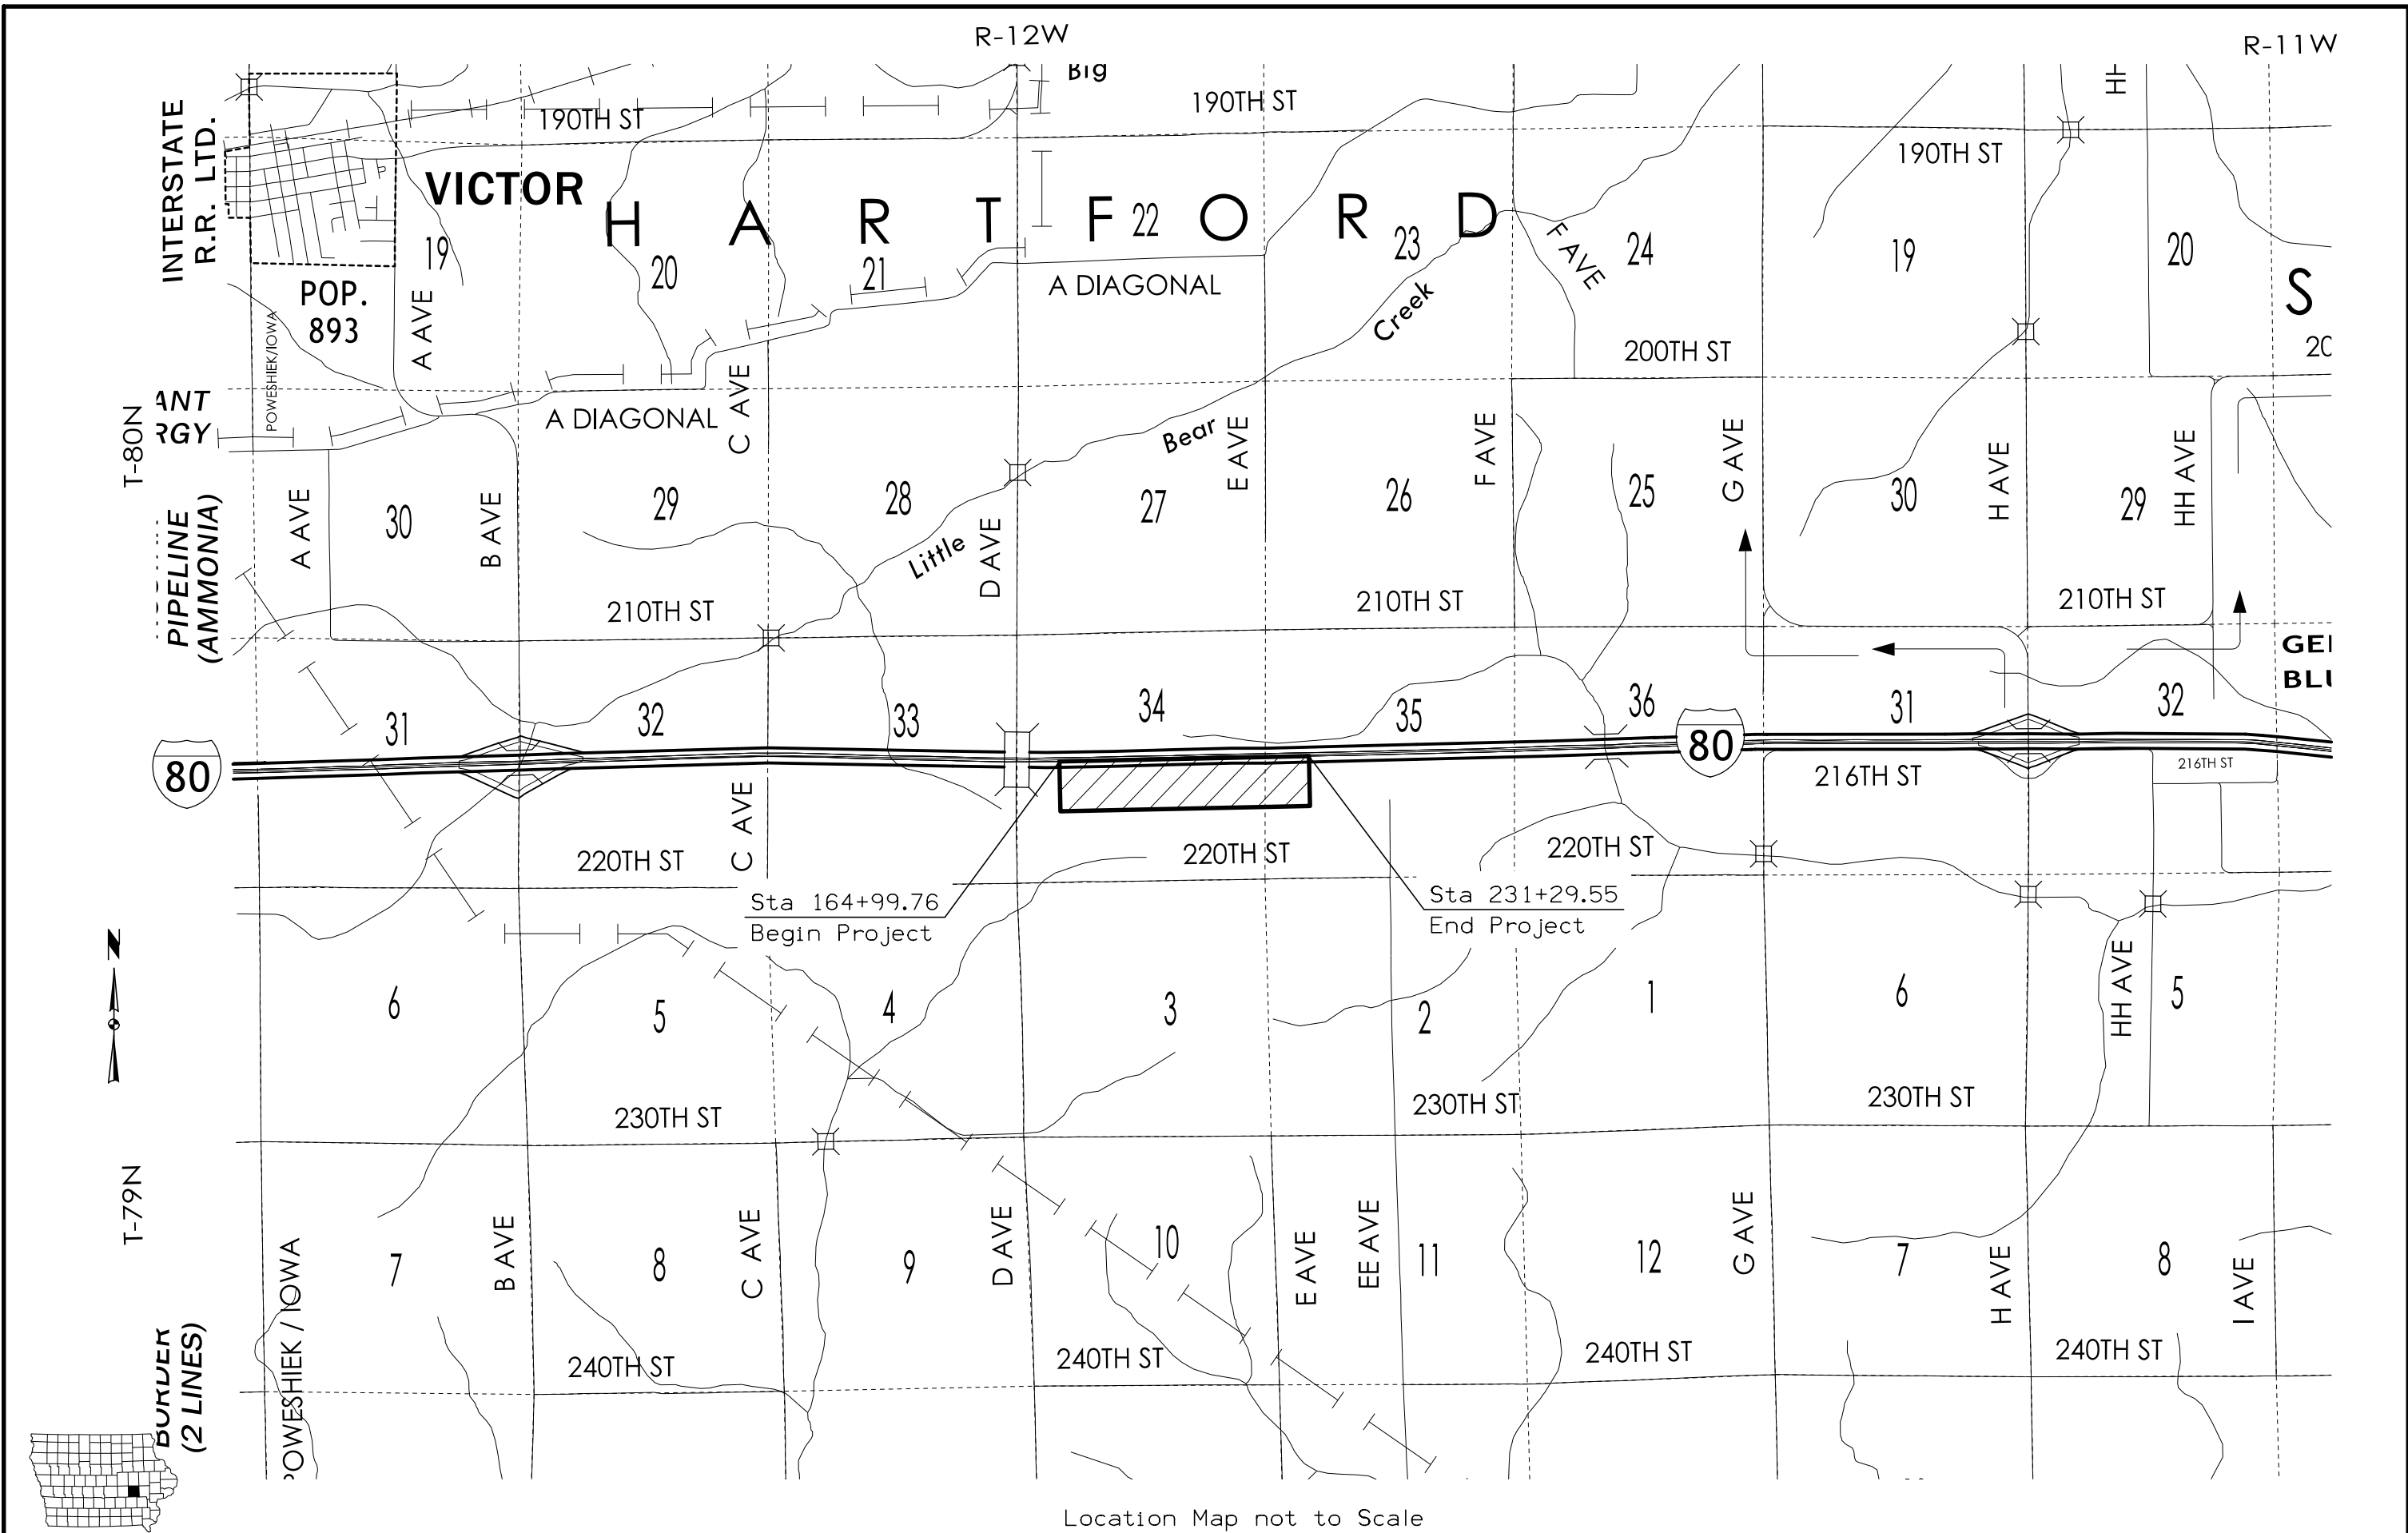 R-12W
R-11W
Big
190TH ST
190TH ST
190TH ST
HH
INTERSTATE
R.R. LTD.
VICTOR
H A R T F O R D
19
20
21
22
23
24
19
20
S
POP.
893
POWESHIEK/IOWA
A AVE
A DIAGONAL
F AVE
Creek
200TH ST
20
T-80N
ANT
RGY
A DIAGONAL
C AVE
Bear
E AVE
F AVE
G AVE
H AVE
HH AVE
PIPELINE
(AMMONIA)
A AVE
30
B AVE
29
28
Little
D AVE
27
26
25
30
29
210TH ST
210TH ST
210TH ST
GE
BLU
31
32
33
34
35
36
31
32
80
80
216TH ST
216TH ST
C AVE
220TH ST
220TH ST
220TH ST
Sta 164+99.76
Begin Project
Sta 231+29.55
End Project
N
6
5
4
3
2
1
6
HH AVE
5
230TH ST
230TH ST
230TH ST
T-79N
POWESHIEK / IOWA
7
B AVE
8
C AVE
9
D AVE
10
E AVE
EE AVE
11
12
G AVE
7
H AVE
8
I AVE
BORDER
(2 LINES)
240TH ST
240TH ST
240TH ST
240TH ST
Location Map not to Scale